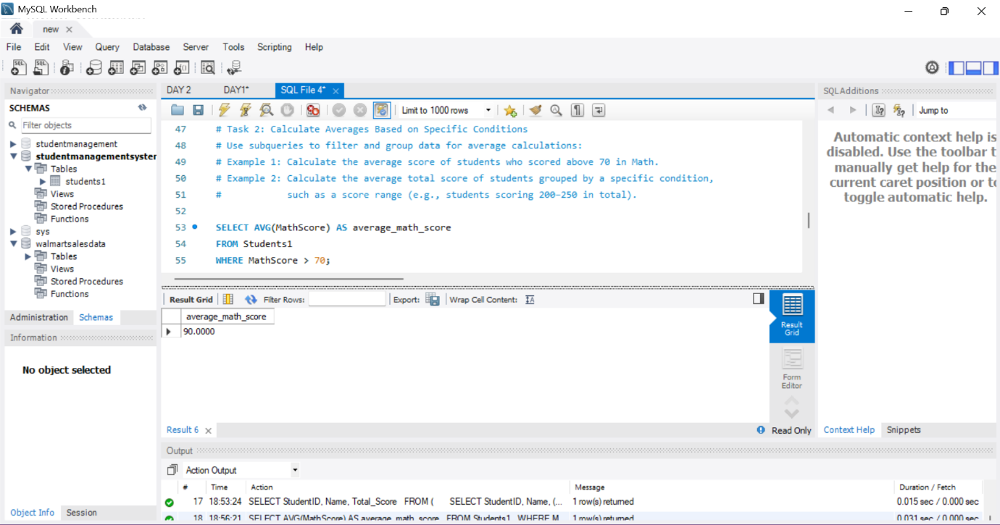 MySQL Workbench
new
File Edit View Query Database Server Tools Scripting Help
Navigator
SCHEMAS
Filter objects
studentmanagement
studentmanagementsyster
Tables
students1
Views
Stored Procedures
Functions
sys
walmartsalesdata
Tables
Views
Stored Procedures
Functions
Administration Schemas
Information
No object selected
Object Info Session
DAY 2 DAY1* SQL File 4*
Limit to 1000 rows
47 # Task 2: Calculate Averages Based on Specific Conditions
48 # Use subqueries to filter and group data for average calculations:
49 # Example 1: Calculate the average score of students who scored above 70 in Math.
50 # Example 2: Calculate the average total score of students grouped by a specific condition,
51 # such as a score range (e.g., students scoring 200-250 in total).
52
53 SELECT AVG(MathScore) AS average_math_score
54 FROM Students1
55 WHERE MathScore > 70;
Result Grid Filter Rows: Export: Wrap Cell Content:
average_math_score
90.0000
Result
Grid
Form
Editor
Result 6 Read Only
SQLAdditions
Jump to
Automatic context help is
disabled. Use the toolbar t
manually get help for the
current caret position or to
toggle automatic help.
Context Help Snippets
Output
Action Output
# Time Action Message Duration / Fetch
17 18:53:24 SELECT StudentID, Name, Total_Score FROM ( SELECT StudentID, Name, (... 1 row(s) returned 0.015 sec / 0.000 sec
18 18:56:21 SELECT AVG(MathScore) AS average_math_score FROM Students1 WHERE M... 1 row(s) returned 0.031 sec / 0.000 sec